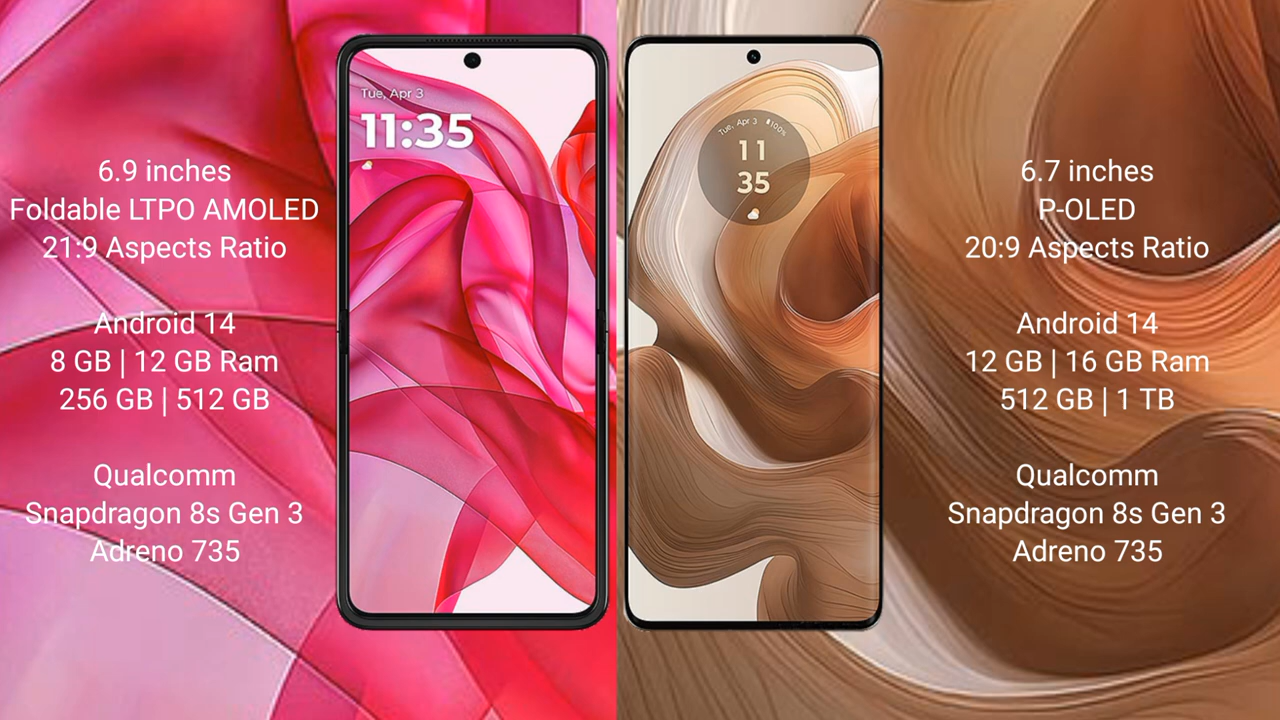 6.9 inches
Foldable LTPO AMOLED
21:9 Aspects Ratio
Android 14
8 GB | 12 GB Ram
256 GB | 512 GB
Qualcomm
Snapdragon 8s Gen 3
Adreno 735
Tue, Apr 3
11:35
Tue, Apr 3 100%
11
35
6.7 inches
P-OLED
20:9 Aspects Ratio
Android 14
12 GB | 16 GB Ram
512 GB | 1 TB
Qualcomm
Snapdragon 8s Gen 3
Adreno 735